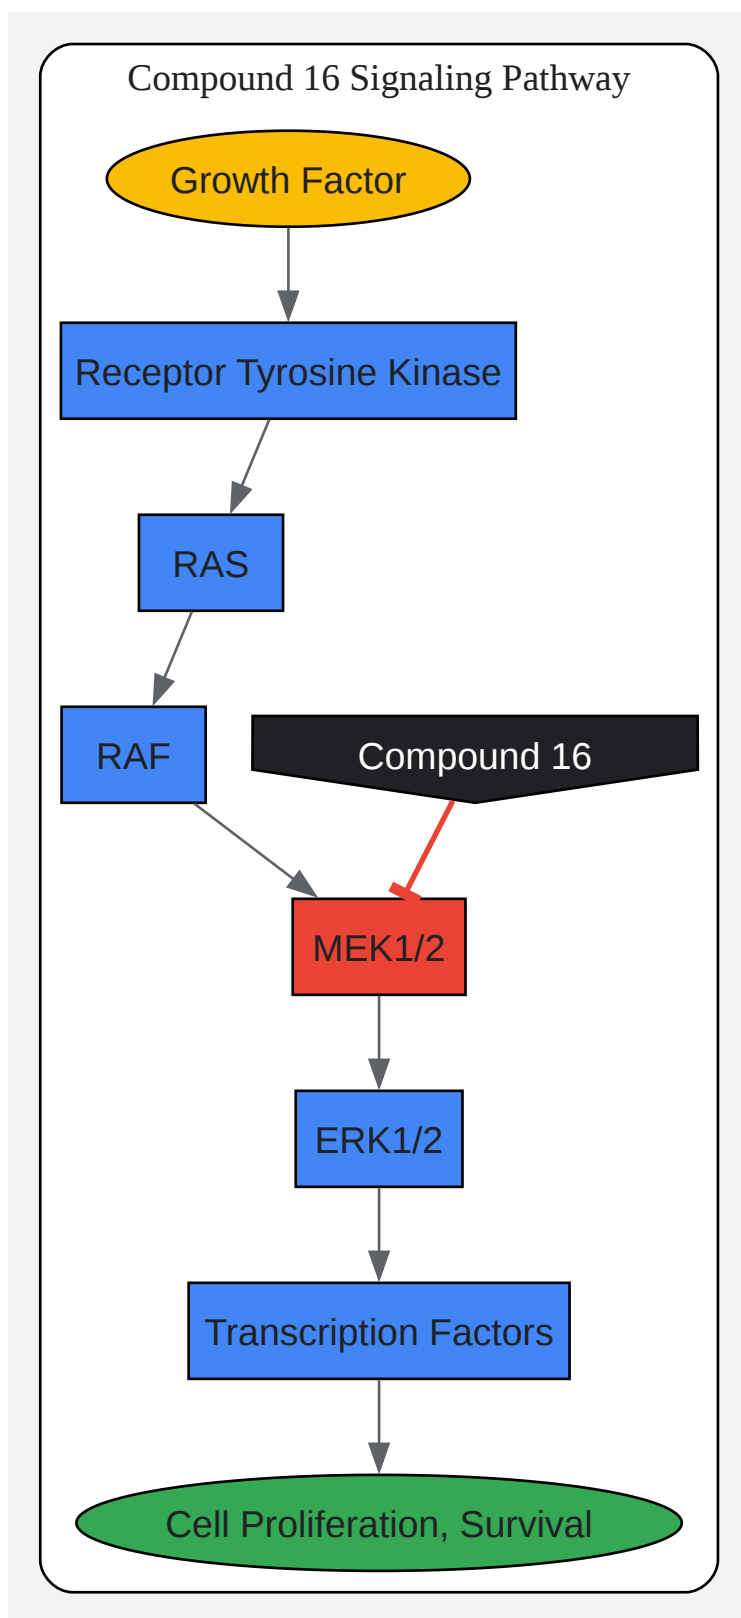 Compound 16 Signaling Pathway
Growth Factor
Receptor Tyrosine Kinase
RAS
RAF
Compound 16
MEK1/2
ERK1/2
Transcription Factors
Cell Proliferation, Survival